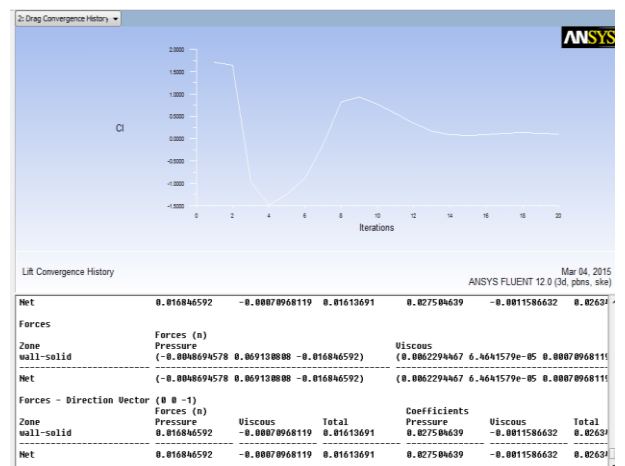 2: Drag Convergence History
ANSYS
2.0000
1.5000
1.0000
0.5000
0.0000
-0.5000
-1.0000
-1.5000
Cl
0 2 4 6 8 10 12 14 16 18 20
Iterations
Lift Convergence History
Mar 04, 2015
ANSYS FLUENT 12.0 (3d, pbns, ske)
Net 0.016846592 -0.00070968119 0.01613691 0.027504639 -0.0011586632 0.0263
Forces
Forces (n)
Zone Pressure Viscous
wall-solid (-0.0048694578 0.069130808 -0.016846592) (0.0062294467 6.4641579e-05 0.00070968119
Net (-0.0048694578 0.069130808 -0.016846592) (0.0062294467 6.4641579e-05 0.00070968119
Forces - Direction Vector (0 0 -1)
Forces (n) Coefficients
Zone Pressure Viscous Total Pressure Viscous Total
wall-solid 0.016846592 -0.00070968119 0.01613691 0.027504639 -0.0011586632 0.0263
Net 0.016846592 -0.00070968119 0.01613691 0.027504639 -0.0011586632 0.0263